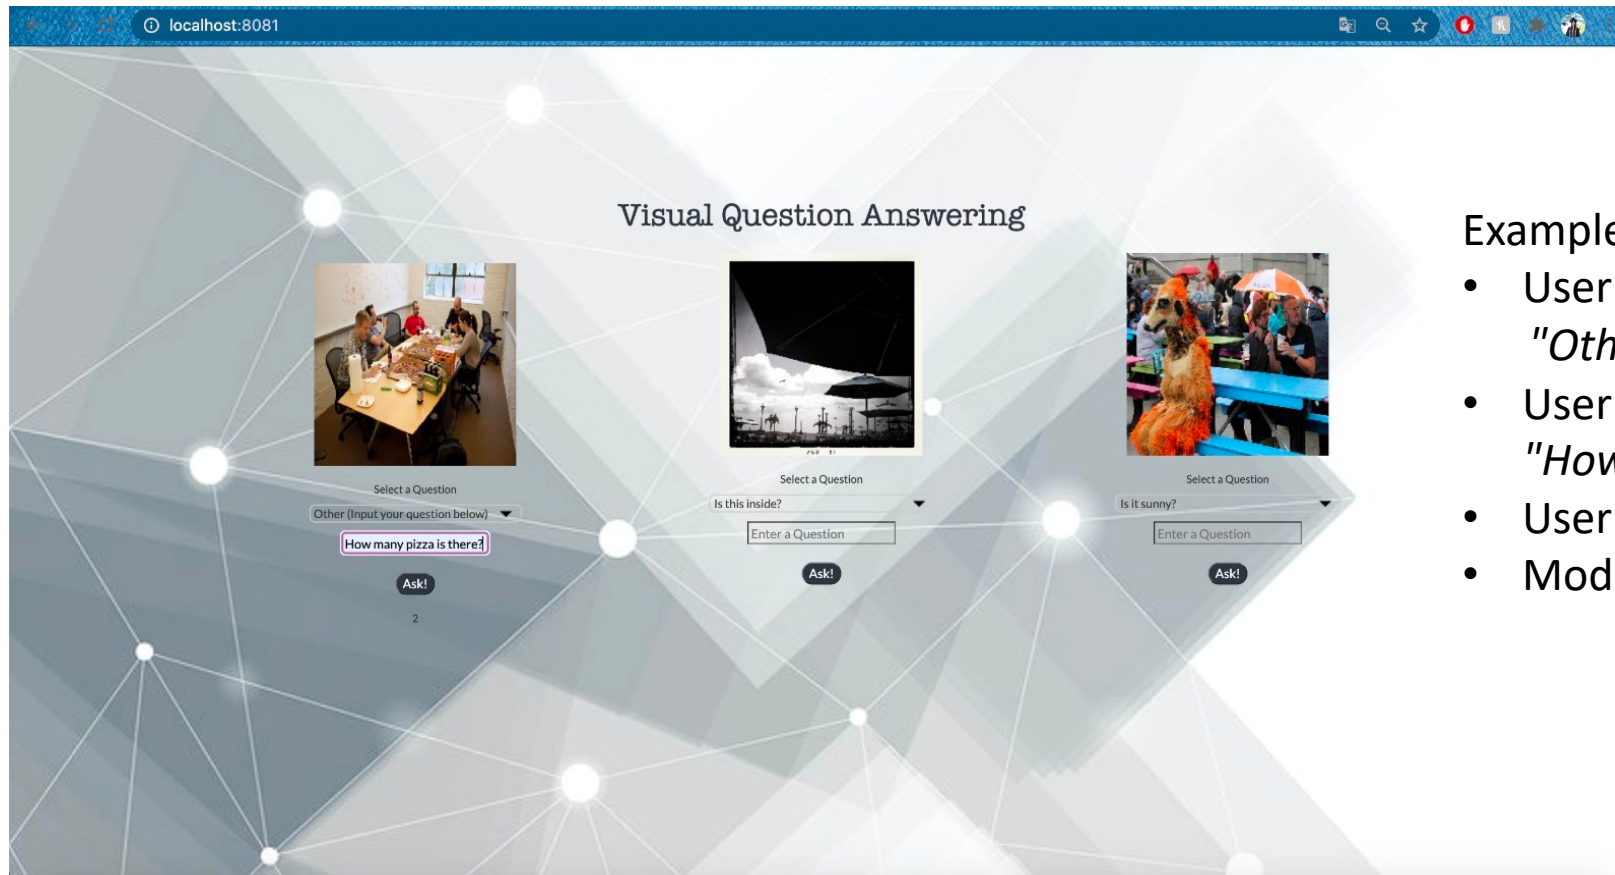 localhost:8081
Visual Question Answering
Select a Question
Other (Input your question below)
How many pizza is there?
Ask!
2
Select a Question
Is this inside?
Enter a Question
Ask!
Select a Question
Is it sunny?
Enter a Question
Ask!
Example
• User
"Oth
• User
"How
• User
• Mod